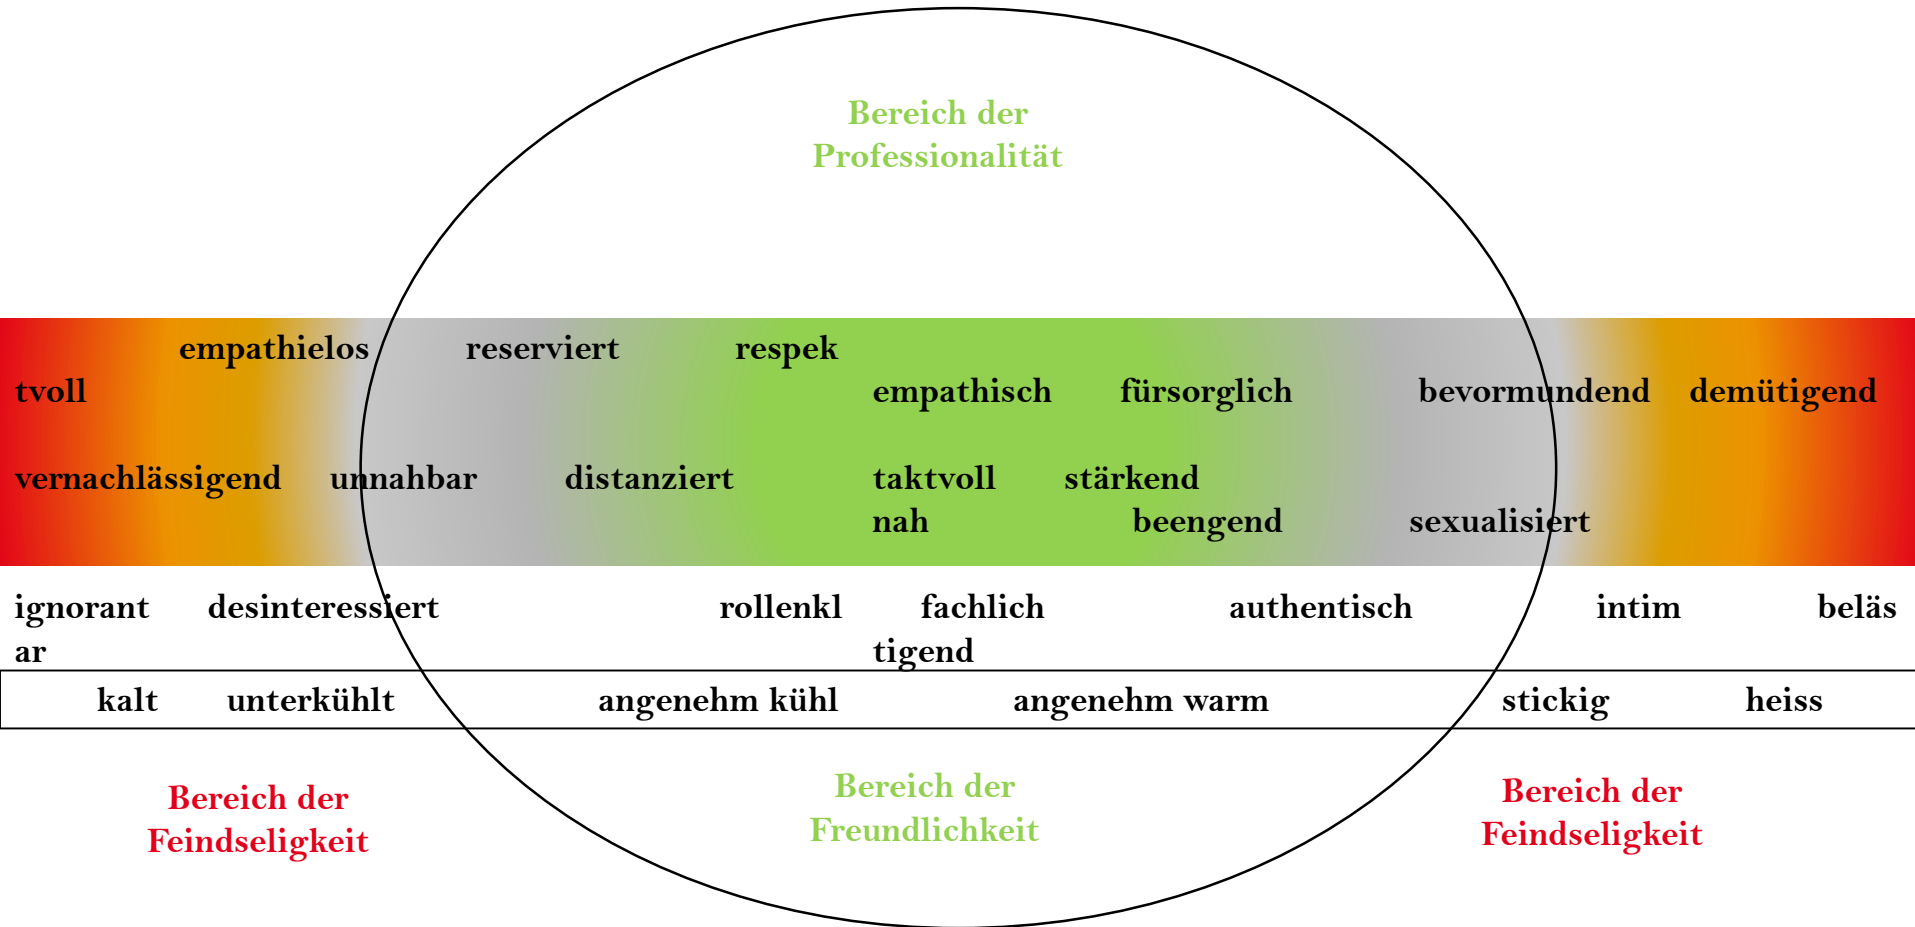 Bereich der
Professionalität
empathielos reserviert respek
tvoll empathisch fürsorglich bevormundend demütigend
vernachlässigend unnahbar distanziert taktvoll stärkend
nah beengend sexualisiert
ignorant desinteressiert rollenkl fachlich authentisch intim beläs
ar tigend
kalt unterkühlt angenehm kühl angenehm warm stickig heiss
Bereich der
Feindseligkeit
Bereich der
Freundlichkeit
Bereich der
Feindseligkeit